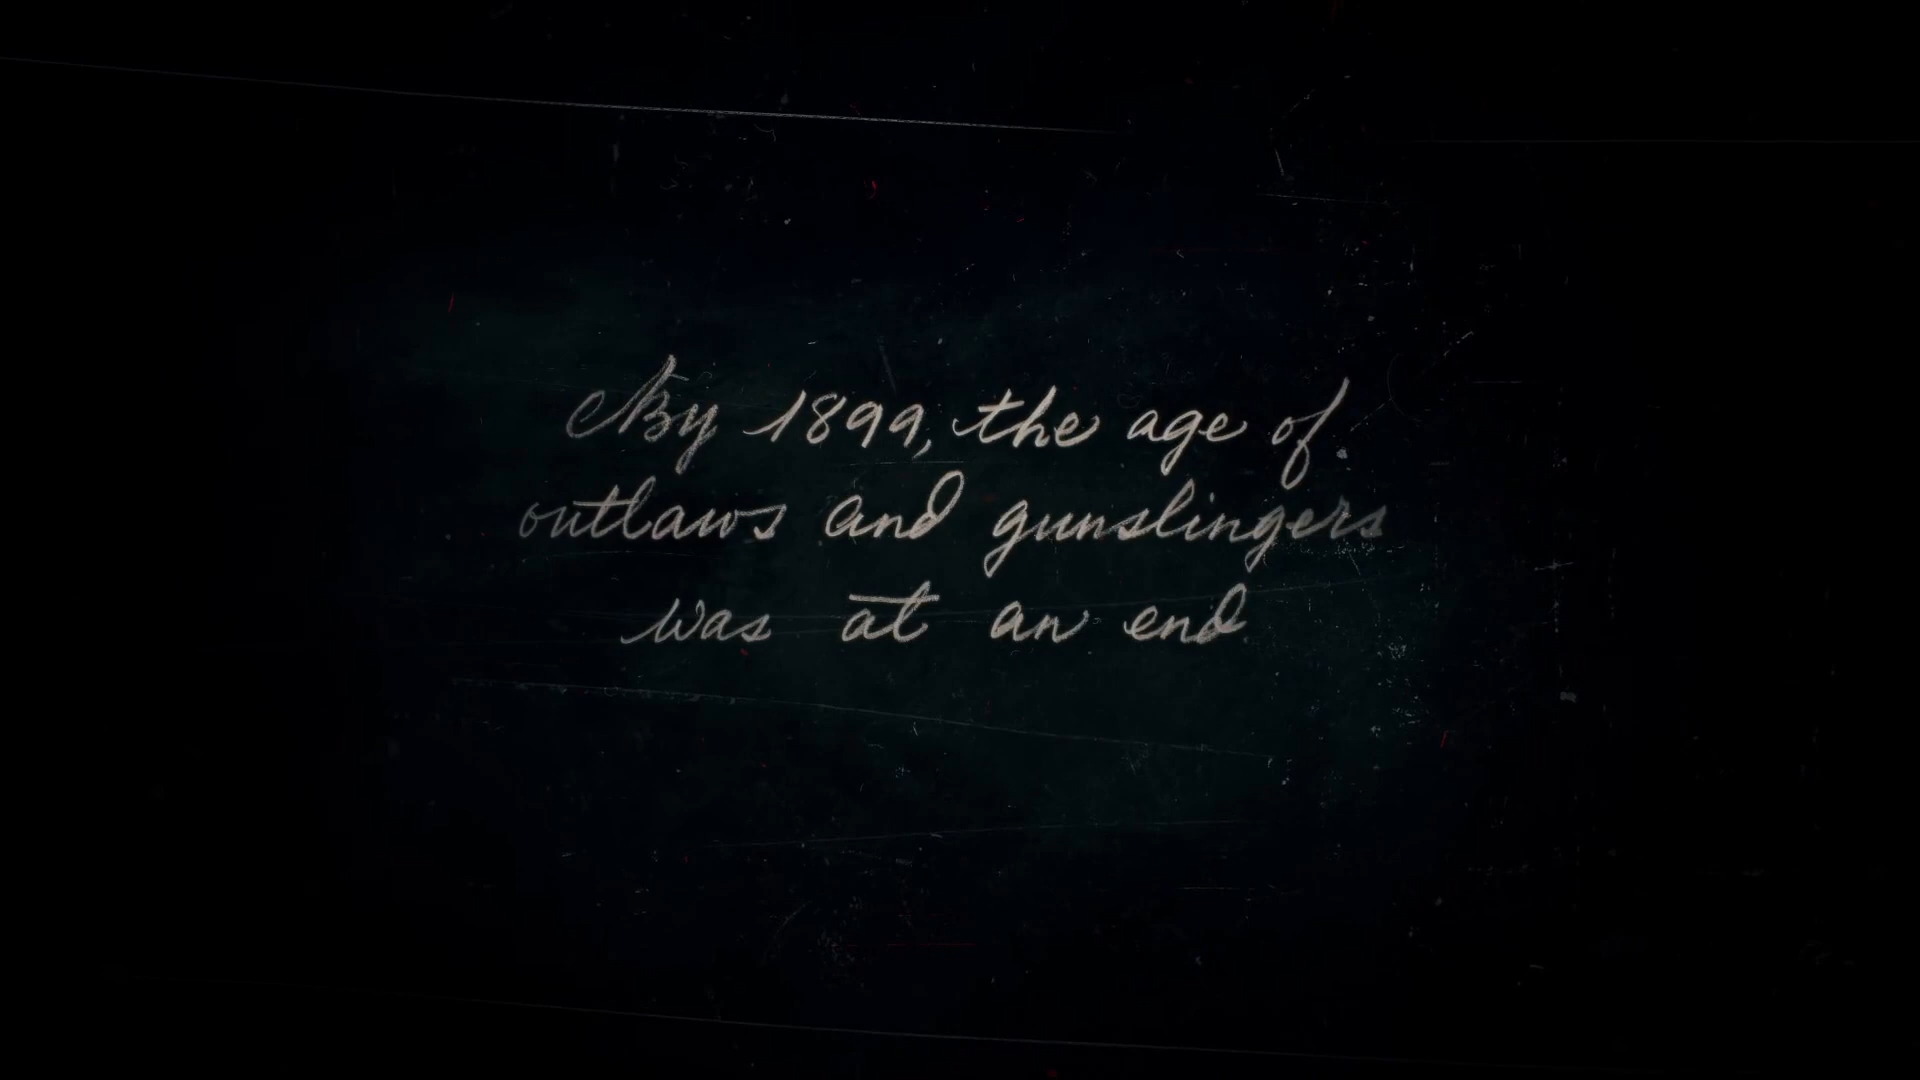 By 1899, the age of
outlaws and gunslingers
was at an end